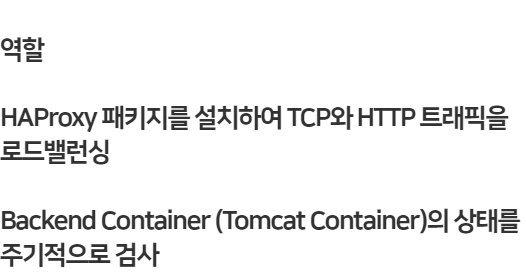 역할
HAProxy 패키지를 설치하여 TCP와 HTTP 트래픽을
로드밸런싱
Backend Container (Tomcat Container)의 상태를
주기적으로 검사